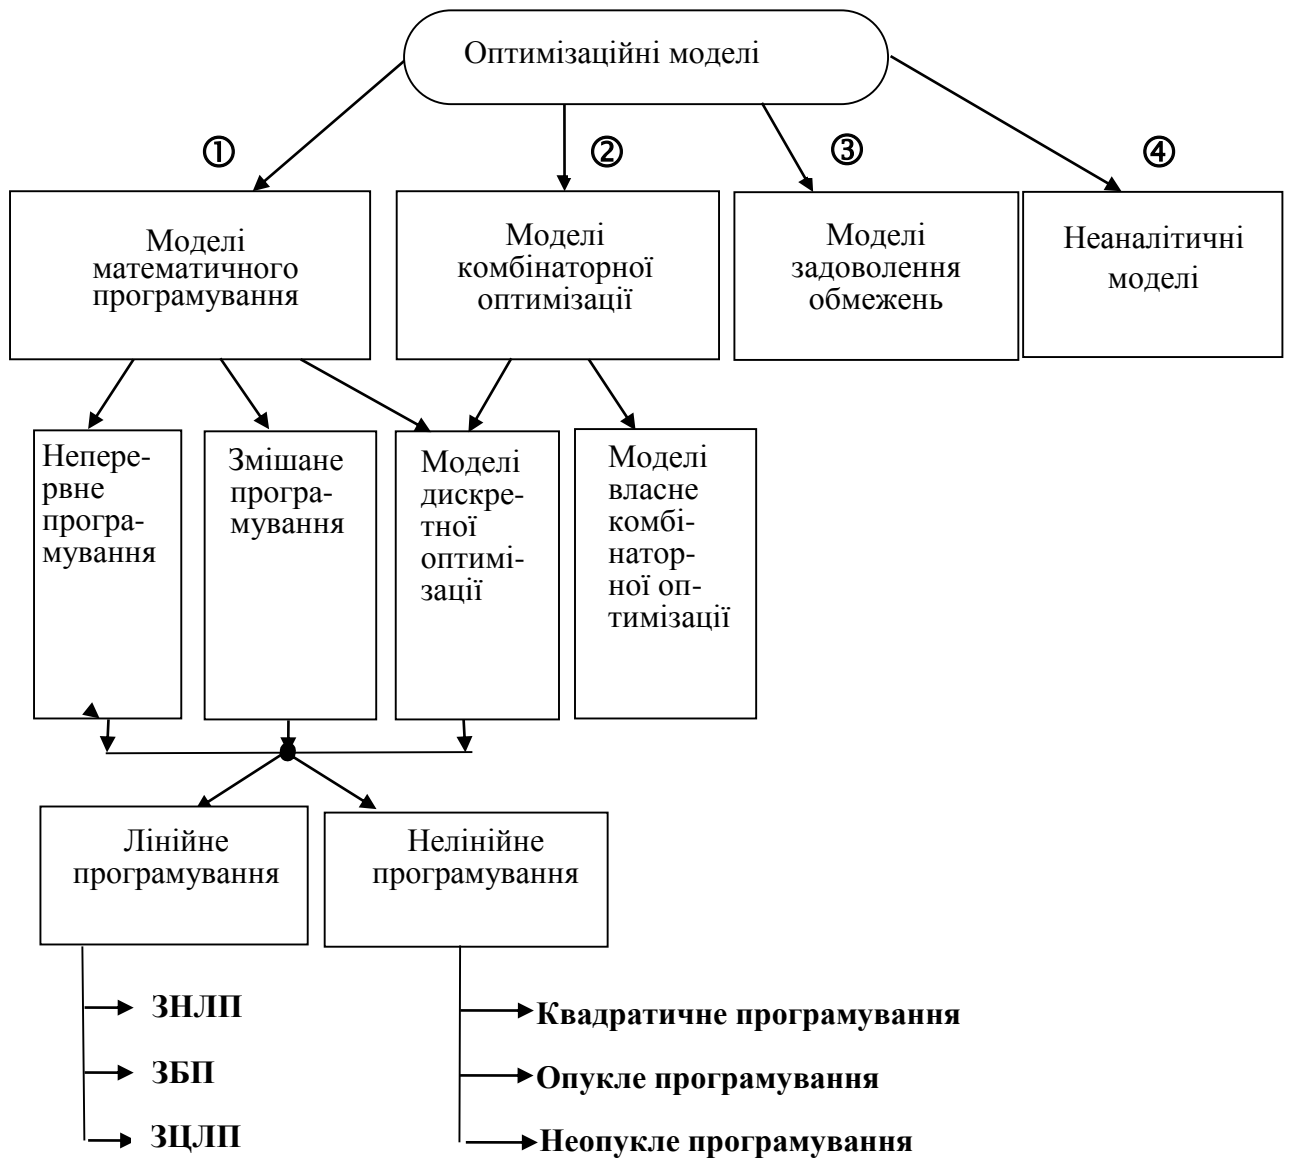 Оптимізаційні моделі
①
②
③
④
Моделі
математичного
програмування
Моделі
комбінаторної
оптимізації
Моделі
задоволення
обмежень
Неаналітичні
моделі
Непере-
рвне
програ-
мування
Змішане
програ-
мування
Моделі
дискре-
тної
оптимі-
зації
Моделі
власне
комбі-
натор-
ної оп-
тимізації
Лінійне
програмування
Нелінійне
програмування
ЗНЛП
ЗБП
ЗЦЛП
Квадратичне програмування
Опукле програмування
Неопукле програмування